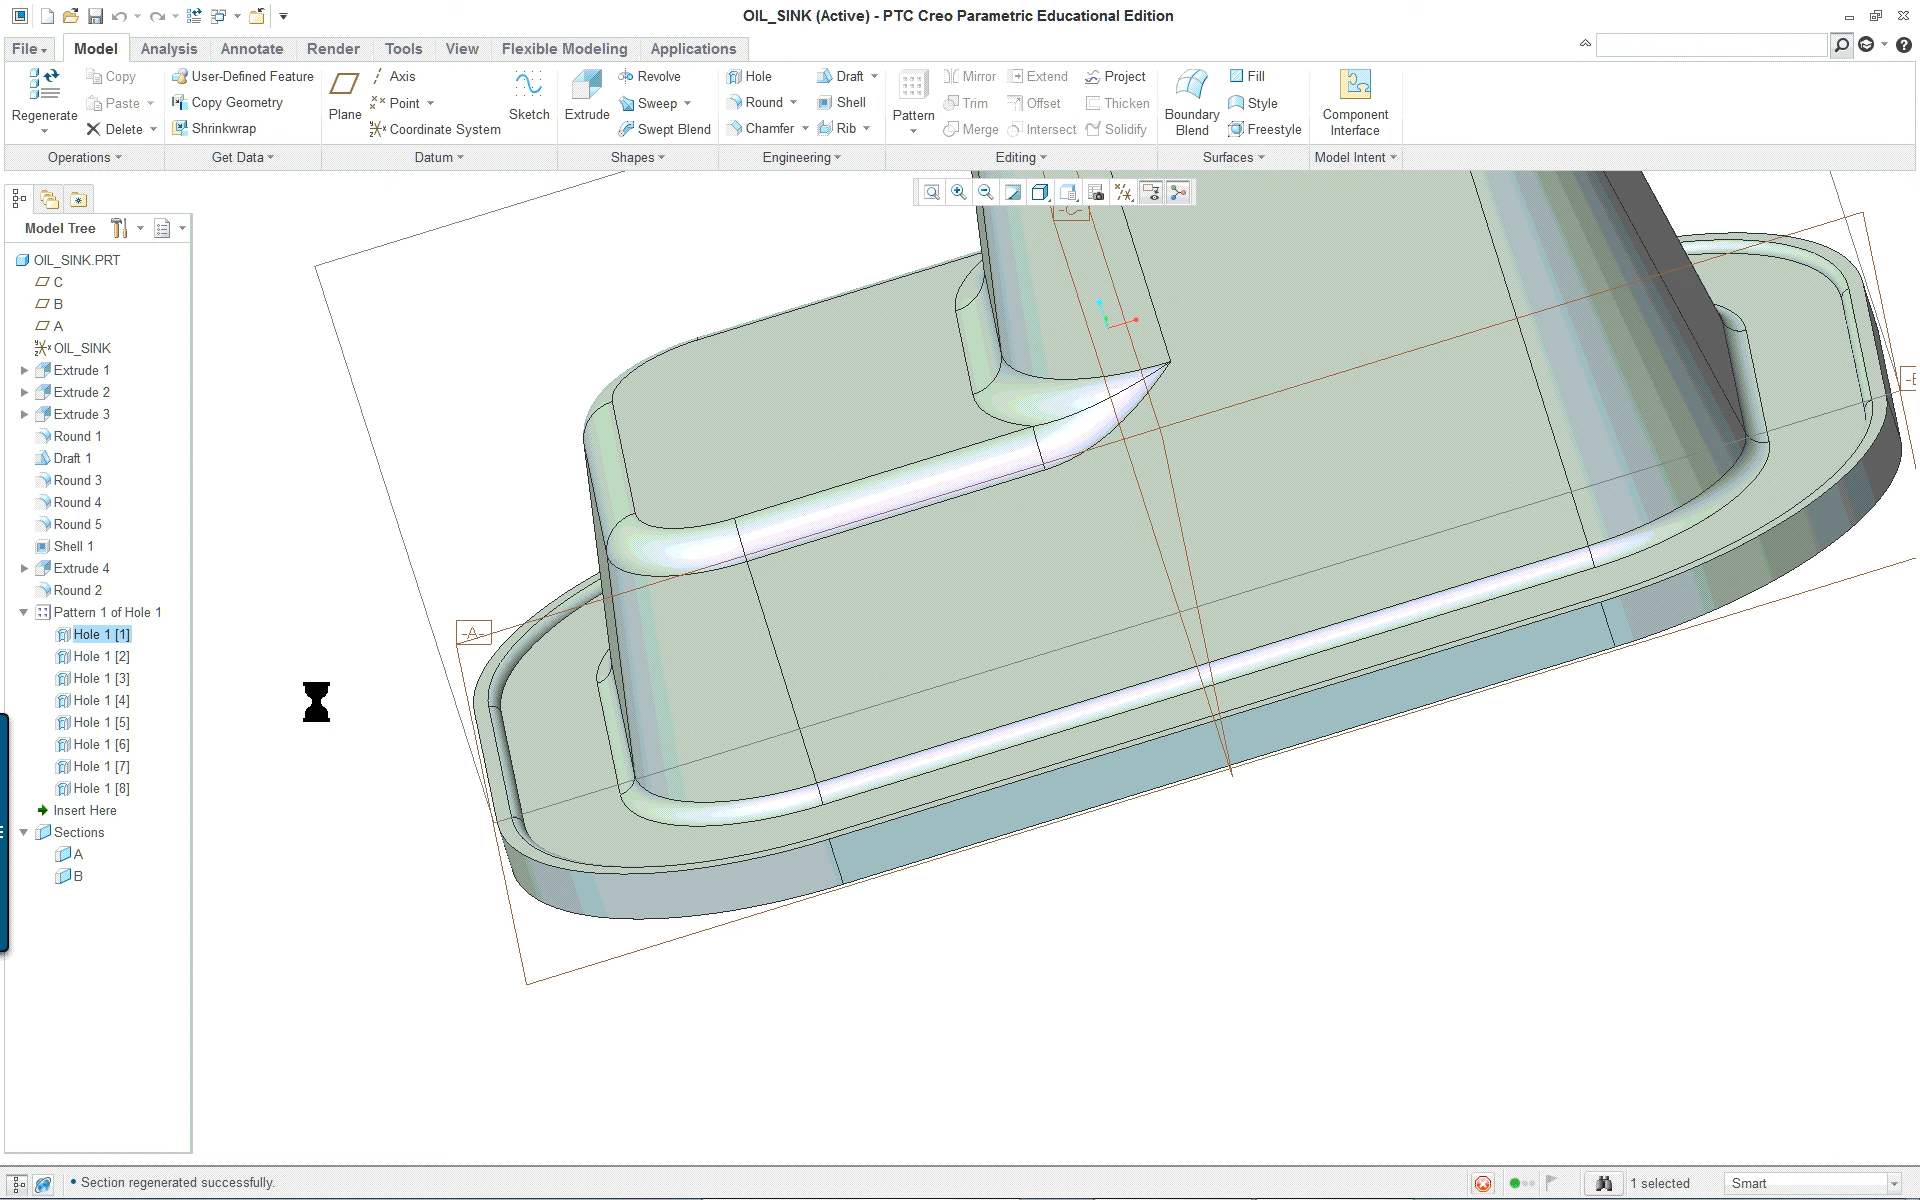 OIL_SINK (Active) - PTC Creo Parametric Educational Edition
File Model Analysis Annotate Render Tools View Flexible Modeling Applications
Regenerate Copy Paste Delete
User-Defined Feature
Copy Geometry
Shrinkwrap
Plane Axis Point Coordinate System Sketch
Extrude Revolve Sweep Swept Blend
Hole Round Chamfer Draft Shell Rib
Pattern Mirror Trim Merge Extend Offset Intersect Project Thicken Solidify
Boundary Blend Fill Style Freestyle
Component Interface
Operations Get Data Datum Shapes Engineering Editing Surfaces Model Intent
Model Tree
OIL_SINK.PRT
C
B
A
OIL_SINK
Extrude 1
Extrude 2
Extrude 3
Round 1
Draft 1
Round 3
Round 4
Round 5
Shell 1
Extrude 4
Round 2
Pattern 1 of Hole 1
Hole 1 [1]
Hole 1 [2]
Hole 1 [3]
Hole 1 [4]
Hole 1 [5]
Hole 1 [6]
Hole 1 [7]
Hole 1 [8]
Insert Here
Sections
A
B
-C-
-A-
• Section regenerated successfully.
1 selected
Smart